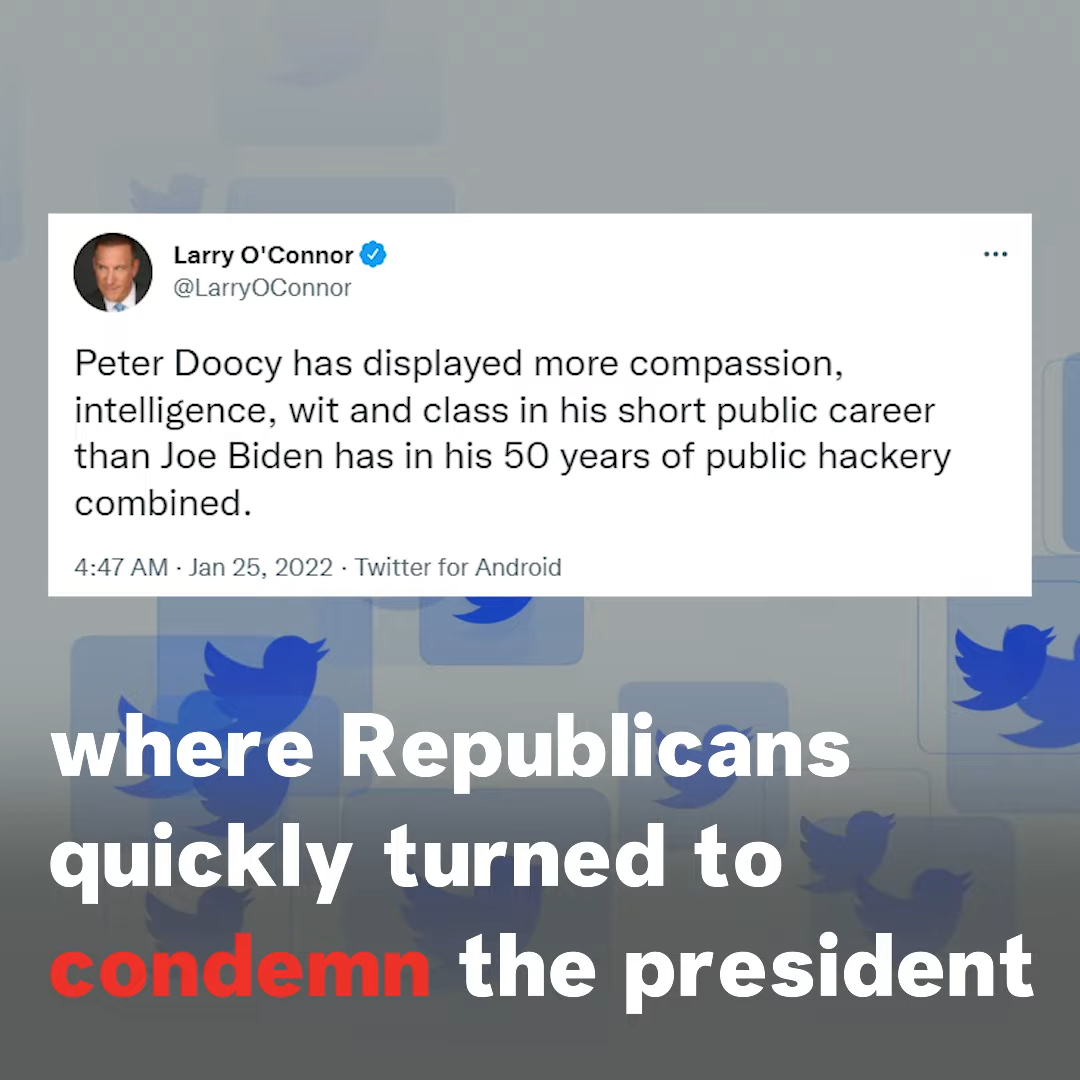 Larry O'Connor
@LarryOConnor
Peter Doocy has displayed more compassion,
intelligence, wit and class in his short public career
than Joe Biden has in his 50 years of public hackery
combined.
4:47 AM · Jan 25, 2022 · Twitter for Android
where Republicans
quickly turned to
condemn the president